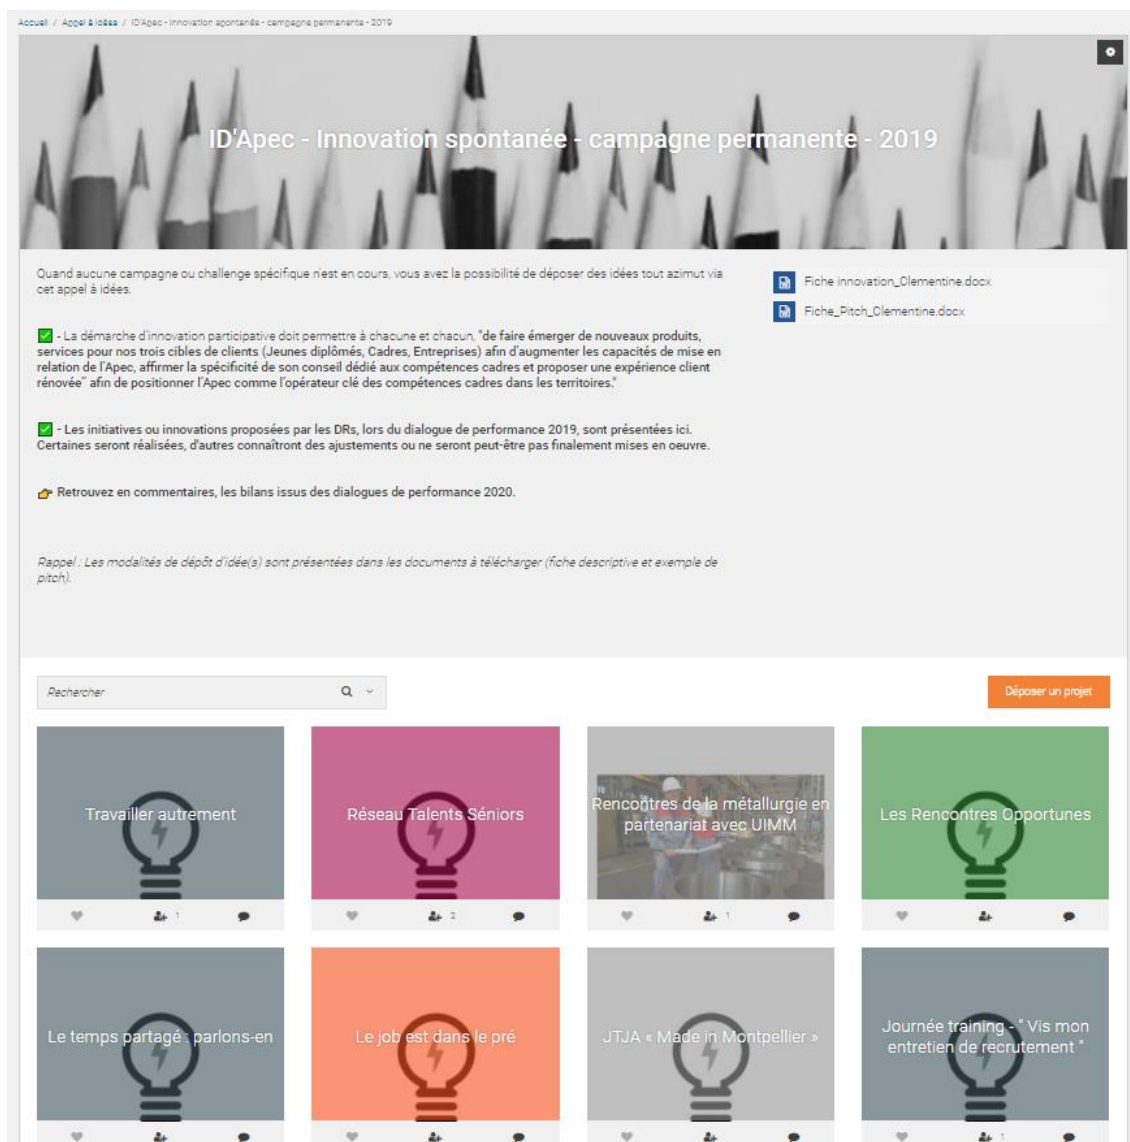 Accueil / Appel à Idées / ID'Apec - Innovation spontanée - campagne permanente - 2019
ID'Apec - Innovation spontanée - campagne permanente - 2019
Quand aucune campagne ou challenge spécifique n'est en cours, vous avez la possibilité de déposer des idées tout azimut via
cet appel à idées.
Fiche innovation_Clementine.docx
Fiche_Pitch_Clementine.docx
✅ - La démarche d'innovation participative doit permettre à chacune et chacun, "de faire émerger de nouveaux produits,
services pour nos trois cibles de clients (Jeunes diplômés, Cadres, Entreprises) afin d'augmenter les capacités de mise en
relation de l'Apec, affirmer la spécificité de son conseil dédié aux compétences cadres et proposer une expérience client
rénovée" afin de positionner l'Apec comme l'opérateur clé des compétences cadres dans les territoires."
✅ - Les initiatives ou innovations proposées par les DRs, lors du dialogue de performance 2019, sont présentées ici.
Certaines seront réalisées, d'autres connaîtront des ajustements ou ne seront peut-être pas finalement mises en oeuvre.
👉 Retrouvez en commentaires, les bilans issus des dialogues de performance 2020.
Rappel : Les modalités de dépôt d'idée(s) sont présentées dans les documents à télécharger (fiche descriptive et exemple de
pitch).
Rechercher
Déposer un projet
Travailler autrement
Réseau Talents Séniors
Rencontres de la métallurgie en
partenariat avec UIMM
Les Rencontres Opportunes
1
2
1
Le temps partagé : parlons-en
Le job est dans le pré
JTJA « Made in Montpellier »
Journée training - " Vis mon
entretien de recrutement "
1